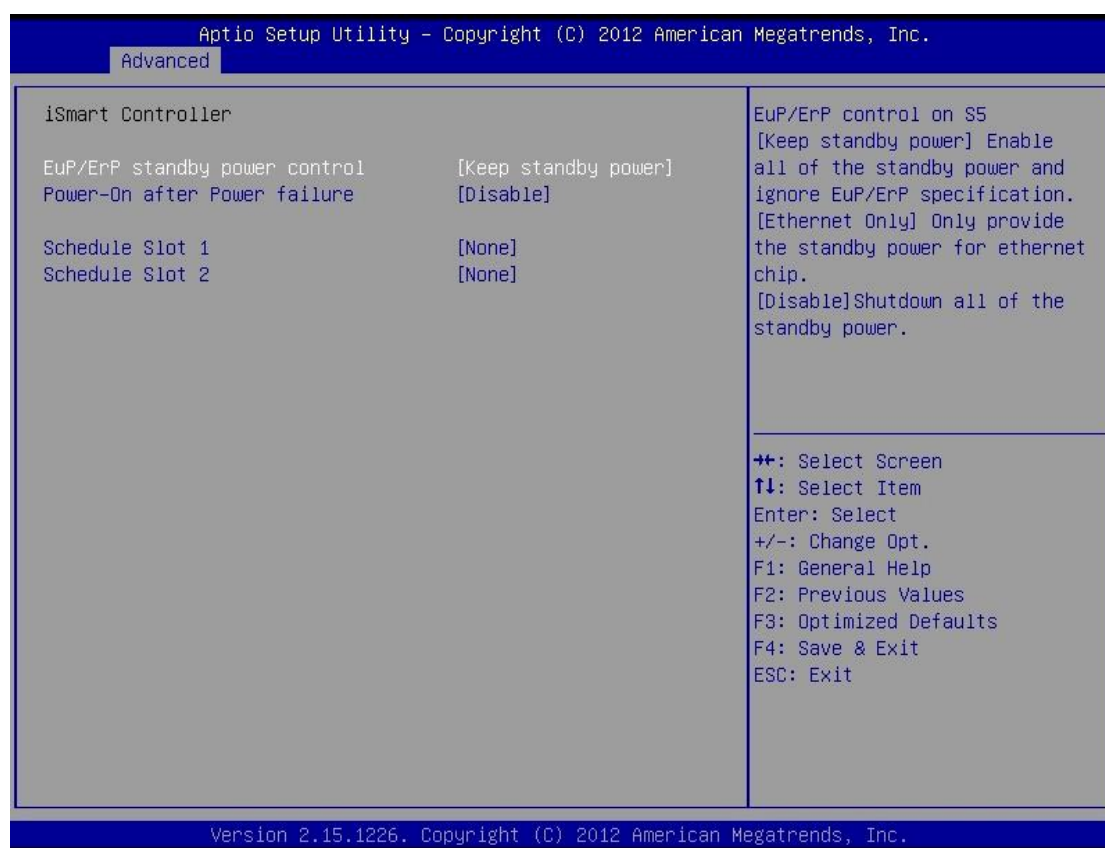 Aptio Setup Utility – Copyright (C) 2012 American Megatrends, Inc.
Advanced
iSmart Controller
EuP/ErP standby power control [Keep standby power]
Power-On after Power failure [Disable]
Schedule Slot 1 [None]
Schedule Slot 2 [None]
EuP/ErP control on S5
[Keep standby power] Enable
all of the standby power and
ignore EuP/ErP specification.
[Ethernet Only] Only provide
the standby power for ethernet
chip.
[Disable]Shutdown all of the
standby power.
→←: Select Screen
↑↓: Select Item
Enter: Select
+/-: Change Opt.
F1: General Help
F2: Previous Values
F3: Optimized Defaults
F4: Save & Exit
ESC: Exit
Version 2.15.1226. Copyright (C) 2012 American Megatrends, Inc.